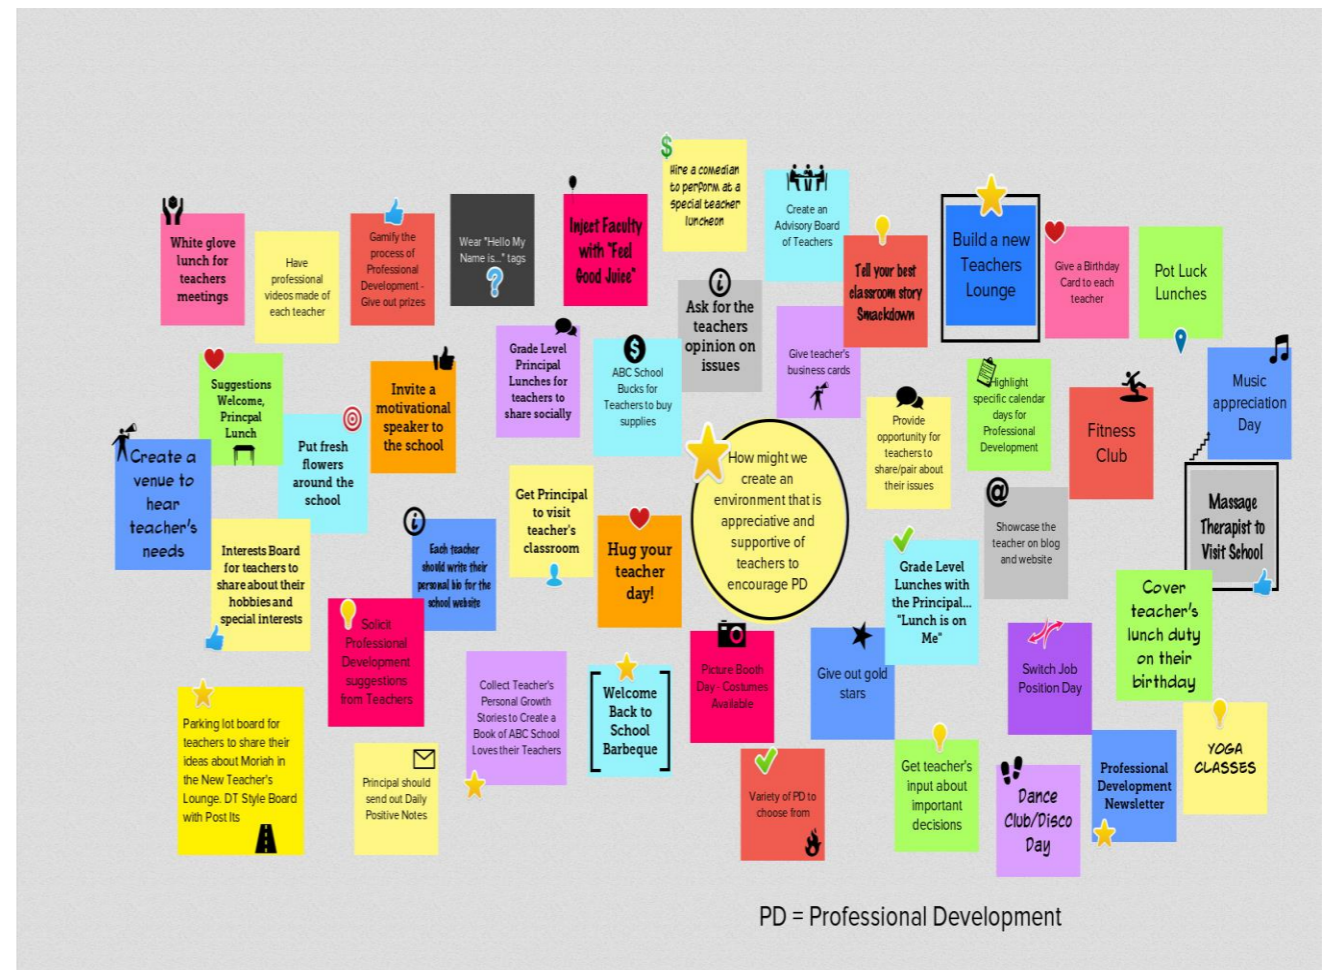 Hire a comedian
to perform at a
special teacher
luncheon
White glove
lunch for
teachers
meetings
Have
professional
videos made of
each teacher
Gamify the
process of
Professional
Development -
Give out prizes
Wear "Hello My
Name is..." tags
Inject Faculty
with "Feel
Good Juice"
Create an
Advisory Board
of Teachers
Tell your best
classroom story
Smackdown
Build a new
Teachers
Lounge
Give a Birthday
Card to each
teacher
Pot Luck
Lunches
Ask for the
teachers
opinion on
issues
Suggestions
Welcome,
Princpal
Lunch
Put fresh
flowers
around the
school
Invite a
motivational
speaker to
the school
Grade Level
Principal
Lunches for
teachers to
share socially
ABC School
Bucks for
Teachers to buy
supplies
Give teacher's
business cards
Provide
opportunity for
teachers to
share/pair about
their issues
Highlight
specific calendar
days for
Professional
Development
Fitness
Club
Music
appreciation
Day
Create a
venue to
hear
teacher's
needs
Interests Board
for teachers to
share about their
hobbies and
special interests
Each teacher
should write their
personal bio for the
school website
Get Principal
to visit
teacher's
classroom
Hug your
teacher
day!
How might we
create an
environment that is
appreciative and
supportive of
teachers to
encourage PD
Grade Level
Lunches with
the Principal...
"Lunch is on
Me"
Showcase the
teacher on blog
and website
Massage
Therapist to
Visit School
Cover
teacher's
lunch duty
on their
birthday
Solicit
Professional
Development
suggestions
from Teachers
Parking lot board for
teachers to share their
ideas about Moriah in
the New Teacher's
Lounge. DT Style Board
with Post Its
Principal should
send out Daily
Positive Notes
Collect Teacher's
Personal Growth
Stories to Create a
Book of ABC School
Loves their Teachers
Welcome
Back to
School
Barbeque
Picture Booth
Day - Costumes
Available
Give out gold
stars
Switch Job
Position Day
Variety of PD to
choose from
Get teacher's
input about
important
decisions
Dance
Club/Disco
Day
Professional
Development
Newsletter
YOGA
CLASSES
PD = Professional Development